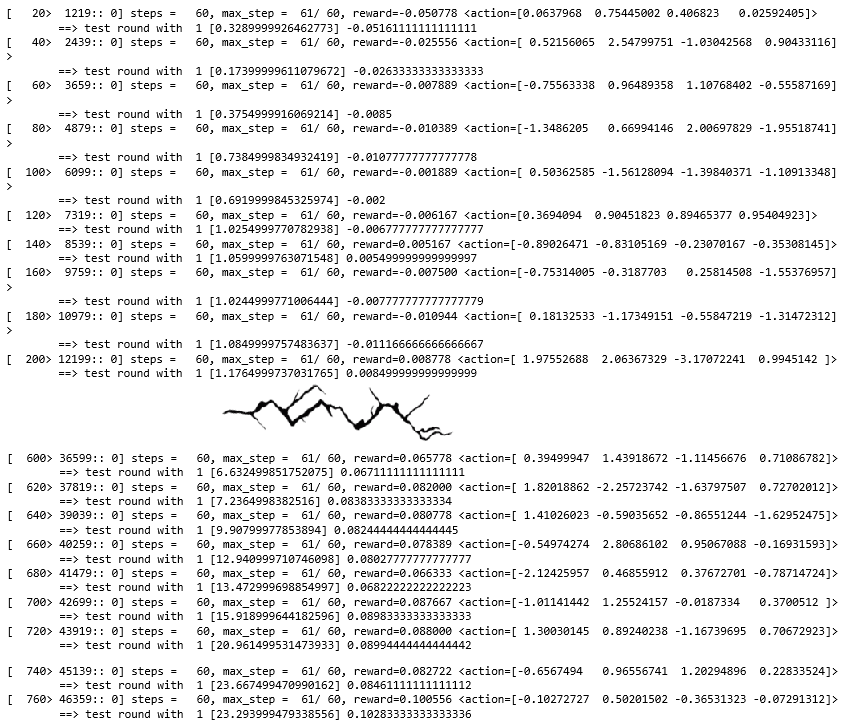 [   20>  1219:: 0] steps =   60, max_step =  61/ 60, reward=-0.050778 <action=[0.0637968  0.75445002 0.406823   0.02592405]>
==> test round with  1 [0.3289999926462773] -0.05161111111111111
[   40>  2439:: 0] steps =   60, max_step =  61/ 60, reward=-0.025556 <action=[ 0.52156065  2.54799751 -1.03042568  0.90433116]
>
==> test round with  1 [0.17399999611079672] -0.02633333333333333
[   60>  3659:: 0] steps =   60, max_step =  61/ 60, reward=-0.007889 <action=[-0.75563338  0.96489358  1.10768402 -0.55587169]
>
==> test round with  1 [0.3754999916069214] -0.0085
[   80>  4879:: 0] steps =   60, max_step =  61/ 60, reward=-0.010389 <action=[-1.3486205   0.66994146  2.00697829 -1.95518741]
>
==> test round with  1 [0.7384999834932419] -0.01077777777777778
[  100>  6099:: 0] steps =   60, max_step =  61/ 60, reward=-0.001889 <action=[ 0.50362585 -1.56128094 -1.39840371 -1.10913348]
>
==> test round with  1 [0.6919999845325974] -0.002
[  120>  7319:: 0] steps =   60, max_step =  61/ 60, reward=-0.006167 <action=[0.3694094  0.90451823 0.89465377 0.95404923]>
==> test round with  1 [1.0254999770782938] -0.006777777777777777
[  140>  8539:: 0] steps =   60, max_step =  61/ 60, reward=0.005167 <action=[-0.89026471 -0.83105169 -0.23070167 -0.35308145]>
==> test round with  1 [1.0599999763071548] 0.005499999999999997
[  160>  9759:: 0] steps =   60, max_step =  61/ 60, reward=-0.007500 <action=[-0.75314005 -0.3187703   0.25814508 -1.55376957]
>
==> test round with  1 [1.0244999771006444] -0.007777777777777779
[  180> 10979:: 0] steps =   60, max_step =  61/ 60, reward=-0.010944 <action=[ 0.18132533 -1.17349151 -0.55847219 -1.31472312]
>
==> test round with  1 [1.0849999757483637] -0.011166666666666667
[  200> 12199:: 0] steps =   60, max_step =  61/ 60, reward=0.008778 <action=[ 1.97552688  2.06367329 -3.17072241  0.9945142 ]>
==> test round with  1 [1.1764999737031765] 0.008499999999999999
[  600> 36599:: 0] steps =   60, max_step =  61/ 60, reward=0.065778 <action=[ 0.39499947  1.43918672 -1.11456676  0.71086782]>
==> test round with  1 [6.632499851752075] 0.06711111111111111
[  620> 37819:: 0] steps =   60, max_step =  61/ 60, reward=0.082000 <action=[ 1.82018862 -2.25723742 -1.63797507  0.72702012]>
==> test round with  1 [7.2364998382516] 0.08383333333333334
[  640> 39039:: 0] steps =   60, max_step =  61/ 60, reward=0.080778 <action=[ 1.41026023 -0.59035652 -0.86551244 -1.62952475]>
==> test round with  1 [9.90799977853894] 0.08244444444444445
[  660> 40259:: 0] steps =   60, max_step =  61/ 60, reward=0.078389 <action=[-0.54974274  2.80686102  0.95067088 -0.16931593]>
==> test round with  1 [12.940999710746098] 0.08027777777777777
[  680> 41479:: 0] steps =   60, max_step =  61/ 60, reward=0.066333 <action=[-2.12425957  0.46855912  0.37672701 -0.78714724]>
==> test round with  1 [13.472999698854997] 0.06822222222222223
[  700> 42699:: 0] steps =   60, max_step =  61/ 60, reward=0.087667 <action=[-1.01141442  1.25524157 -0.0187334   0.3700512 ]>
==> test round with  1 [15.918999644182596] 0.08983333333333333
[  720> 43919:: 0] steps =   60, max_step =  61/ 60, reward=0.088000 <action=[ 1.30030145  0.89240238 -1.16739695  0.70672923]>
==> test round with  1 [20.961499531473933] 0.08994444444444442
[  740> 45139:: 0] steps =   60, max_step =  61/ 60, reward=0.082722 <action=[-0.6567494   0.96556741  1.20294896  0.22833524]>
==> test round with  1 [23.667499470990162] 0.08461111111111112
[  760> 46359:: 0] steps =   60, max_step =  61/ 60, reward=0.100556 <action=[-0.10272727  0.50201502 -0.36531323 -0.07291312]>
==> test round with  1 [23.293999479338556] 0.10283333333333336